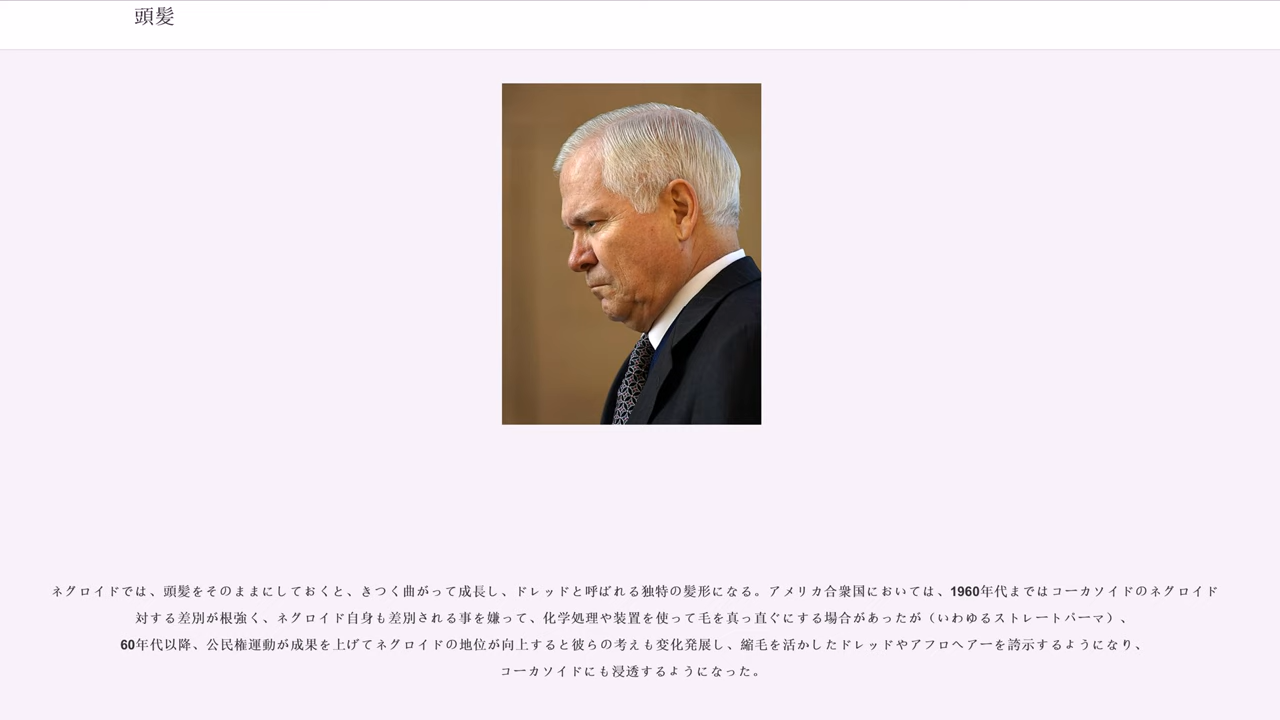 頭髪
ネグロイドでは、頭髪をそのままにしておくと、きつく曲がって成長し、ドレッドと呼ばれる独特の髪形になる。アメリカ合衆国においては、1960年代まではコーカソイドのネグロイド
対する差別が根強く、ネグロイド自身も差別される事を嫌って、化学処理や装置を使って毛を真っ直ぐにする場合があったが（いわゆるストレートパーマ）、
60年代以降、公民権運動が成果を上げてネグロイドの地位が向上すると彼らの考えも変化発展し、縮毛を活かしたドレッドやアフロヘアーを誇示するようになり、
コーカソイドにも浸透するようになった。